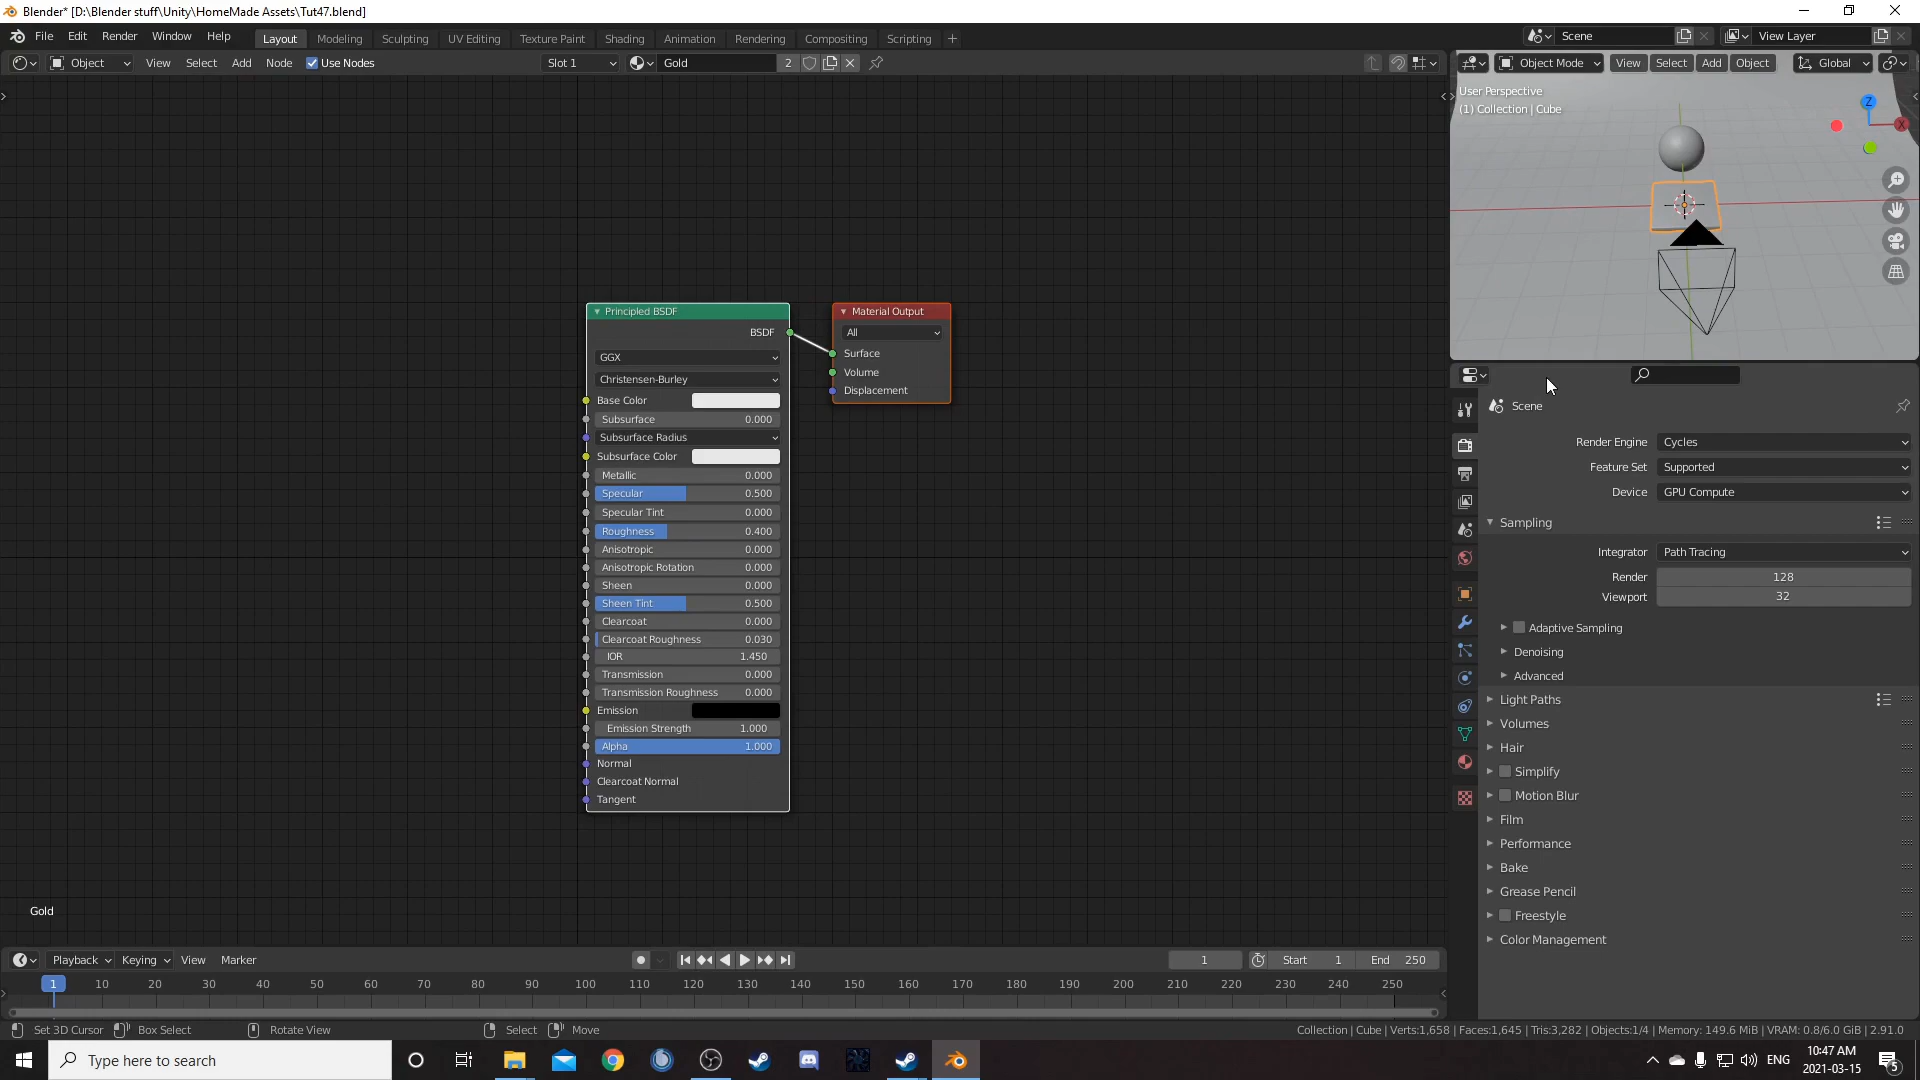 Blender* [D:\Blender stuff\Unity\HomeMade Assets\Tut47.blend]
File Edit Render Window Help
Layout Modeling Sculpting UV Editing Texture Paint Shading Animation Rendering Compositing Scripting +
Scene
View Layer
Object View Select Add Node Use Nodes
Slot 1
Gold 2
Object Mode View Select Add Object Global
User Perspective
(1) Collection | Cube
Z
X
Principled BSDF
BSDF
GGX
Christensen-Burley
Base Color
Subsurface 0.000
Subsurface Radius
Subsurface Color
Metallic 0.000
Specular 0.500
Specular Tint 0.000
Roughness 0.400
Anisotropic 0.000
Anisotropic Rotation 0.000
Sheen 0.000
Sheen Tint 0.500
Clearcoat 0.000
Clearcoat Roughness 0.030
IOR 1.450
Transmission 0.000
Transmission Roughness 0.000
Emission
Emission Strength 1.000
Alpha 1.000
Normal
Clearcoat Normal
Tangent
Material Output
All
Surface
Volume
Displacement
Scene
Render Engine Cycles
Feature Set Supported
Device GPU Compute
Sampling
Integrator Path Tracing
Render 128
Viewport 32
Adaptive Sampling
Denoising
Advanced
Light Paths
Volumes
Hair
Simplify
Motion Blur
Film
Performance
Bake
Grease Pencil
Freestyle
Color Management
Gold
Playback Keying View Marker
1 Start 1 End 250
1 10 20 30 40 50 60 70 80 90 100 110 120 130 140 150 160 170 180 190 200 210 220 230 240 250
Set 3D Cursor Box Select Rotate View Select Move
Collection | Cube | Verts:1,658 | Faces:1,645 | Tris:3,282 | Objects:1/4 | Memory: 149.6 MiB | VRAM: 0.8/6.0 GiB | 2.91.0
Type here to search
ENG
10:47 AM
2021-03-15
5